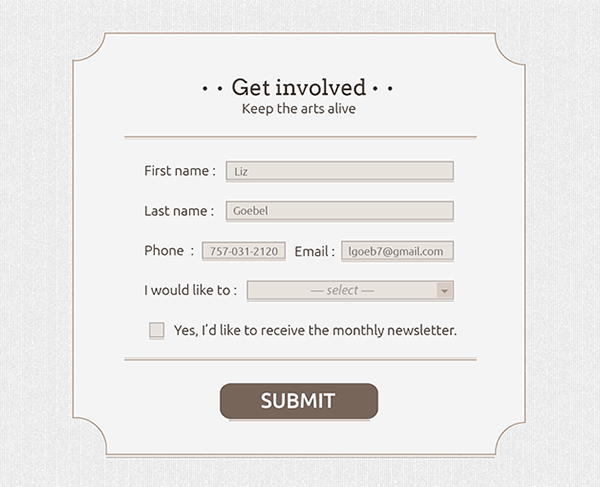 • • Get involved • •
Keep the arts alive
First name : Liz
Last name : Goebel
Phone : 757-031-2120 Email : lgoeb7@gmail.com
I would like to : — select —
Yes, I'd like to receive the monthly newsletter.
SUBMIT